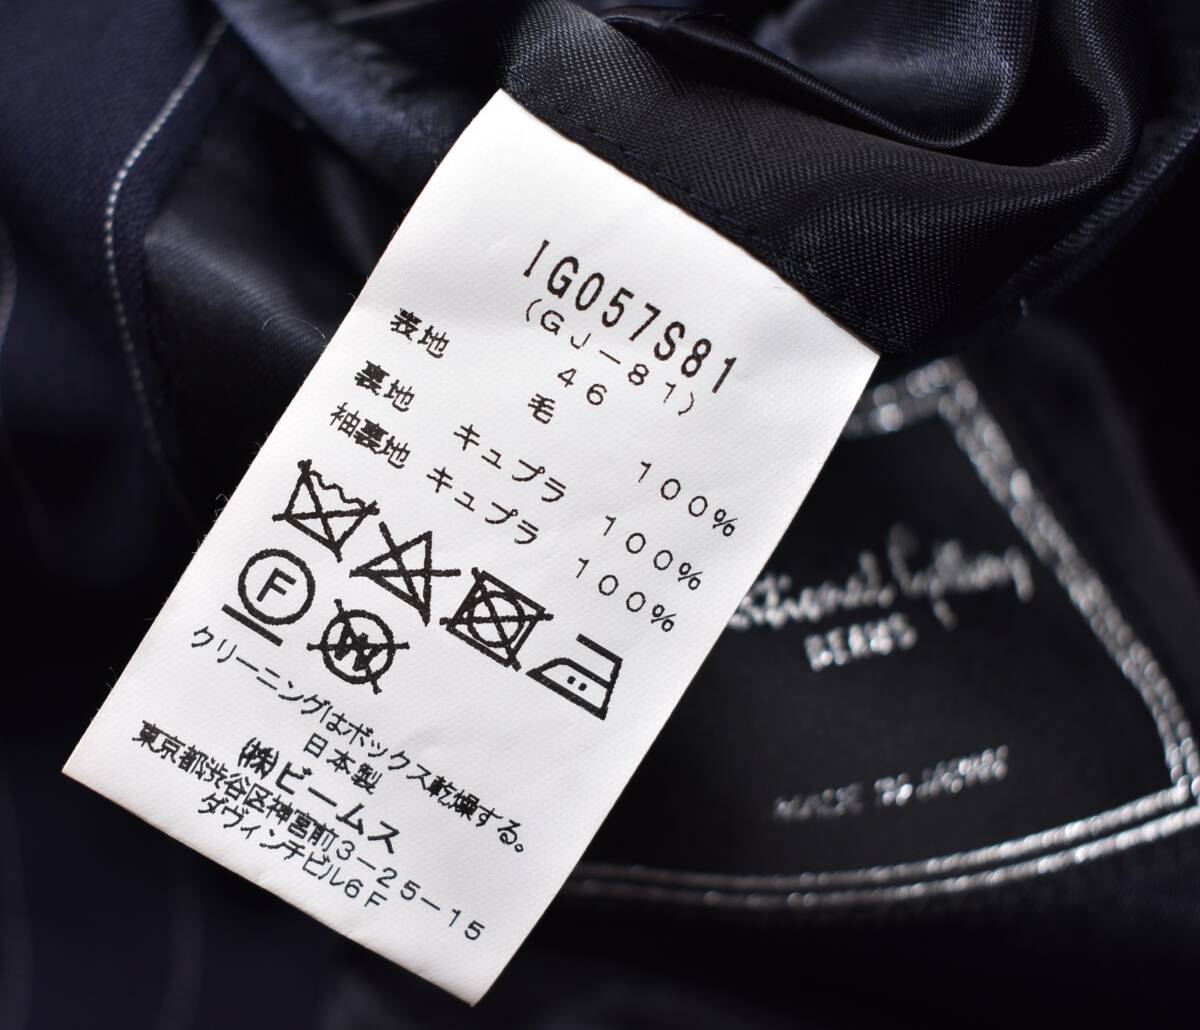 IG057S81
(GJ-81)
46
表地 毛 100%
裏地 キュプラ 100%
袖裏地 キュプラ 100%
F
W
クリーニングはボックス乾燥する。
日本製
(株)ビームス
東京都渋谷区神宮前3-25-15
ダヴィンチビル6F
BEAMS
MADE IN JAPAN